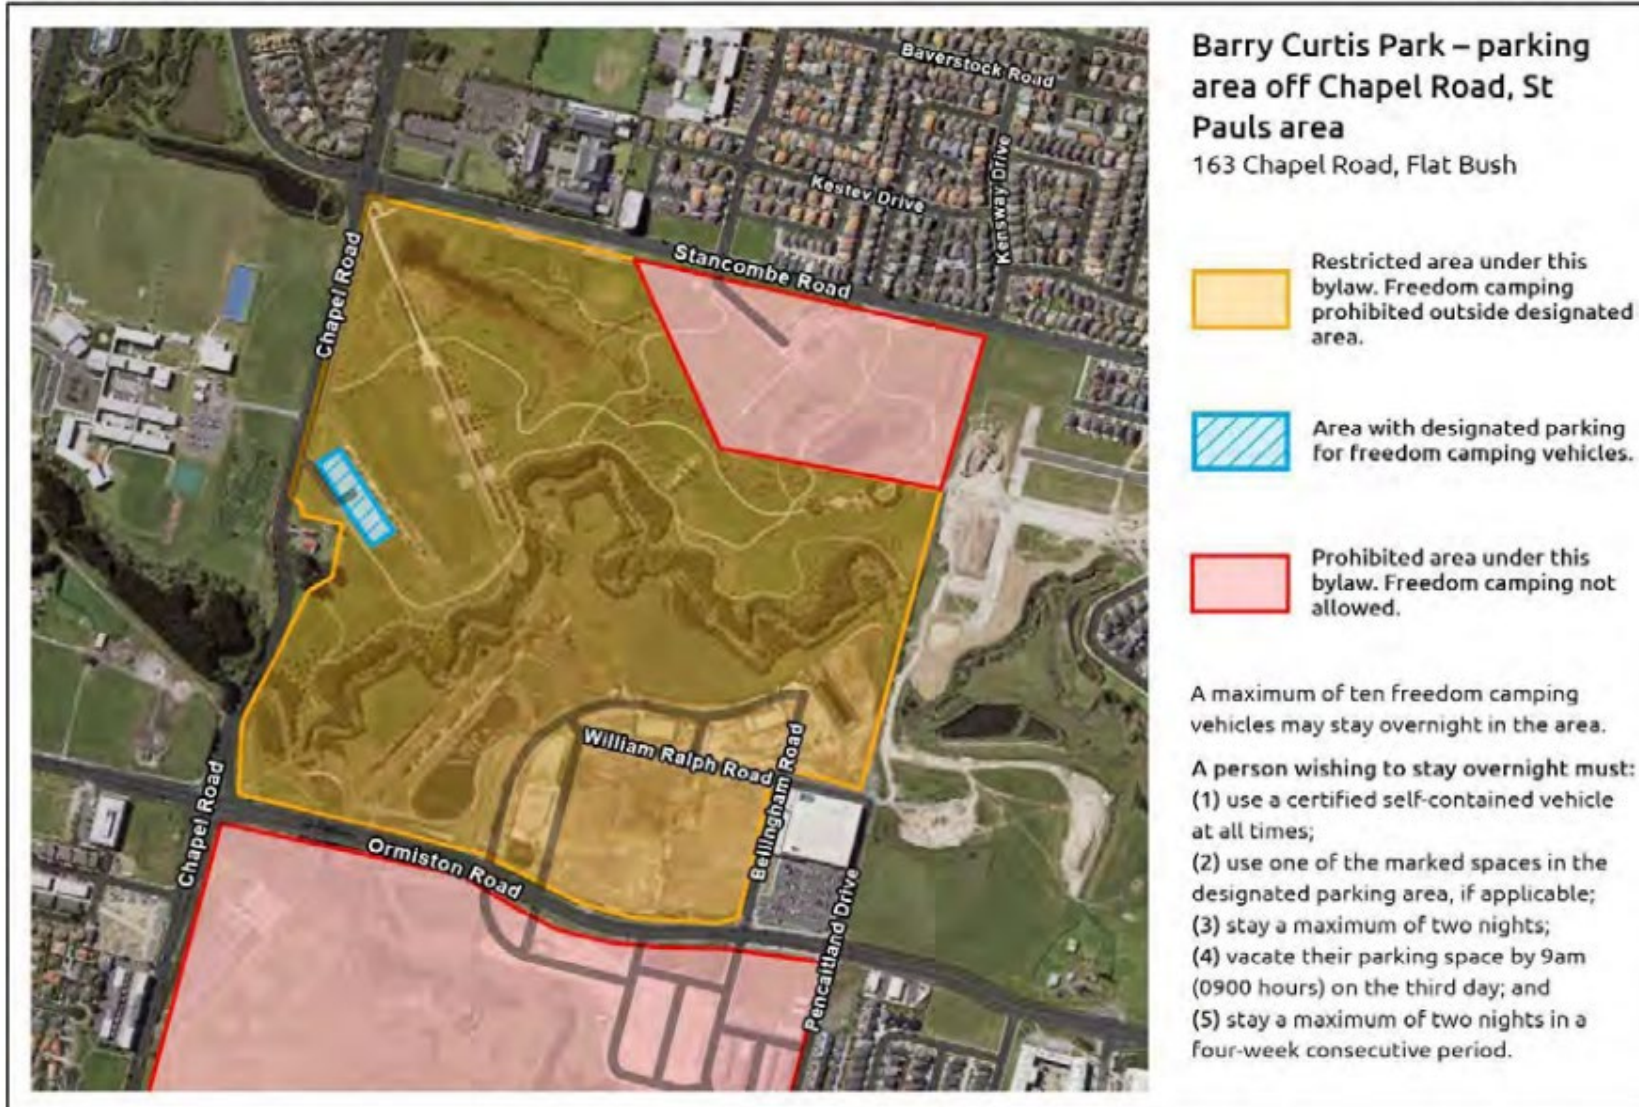 Barry Curtis Park – parking
area off Chapel Road, St
Pauls area
163 Chapel Road, Flat Bush
Restricted area under this
bylaw. Freedom camping
prohibited outside designated
area.
Area with designated parking
for freedom camping vehicles.
Prohibited area under this
bylaw. Freedom camping not
allowed.
A maximum of ten freedom camping
vehicles may stay overnight in the area.
A person wishing to stay overnight must:
(1) use a certified self-contained vehicle
at all times;
(2) use one of the marked spaces in the
designated parking area, if applicable;
(3) stay a maximum of two nights;
(4) vacate their parking space by 9am
(0900 hours) on the third day; and
(5) stay a maximum of two nights in a
four-week consecutive period.
Baverstock Road
Kestev Drive
Kensway Drive
Stancombe Road
Chapel Road
William Ralph Road
Bellingham Road
Chapel Road
Ormiston Road
Pencaitland Drive